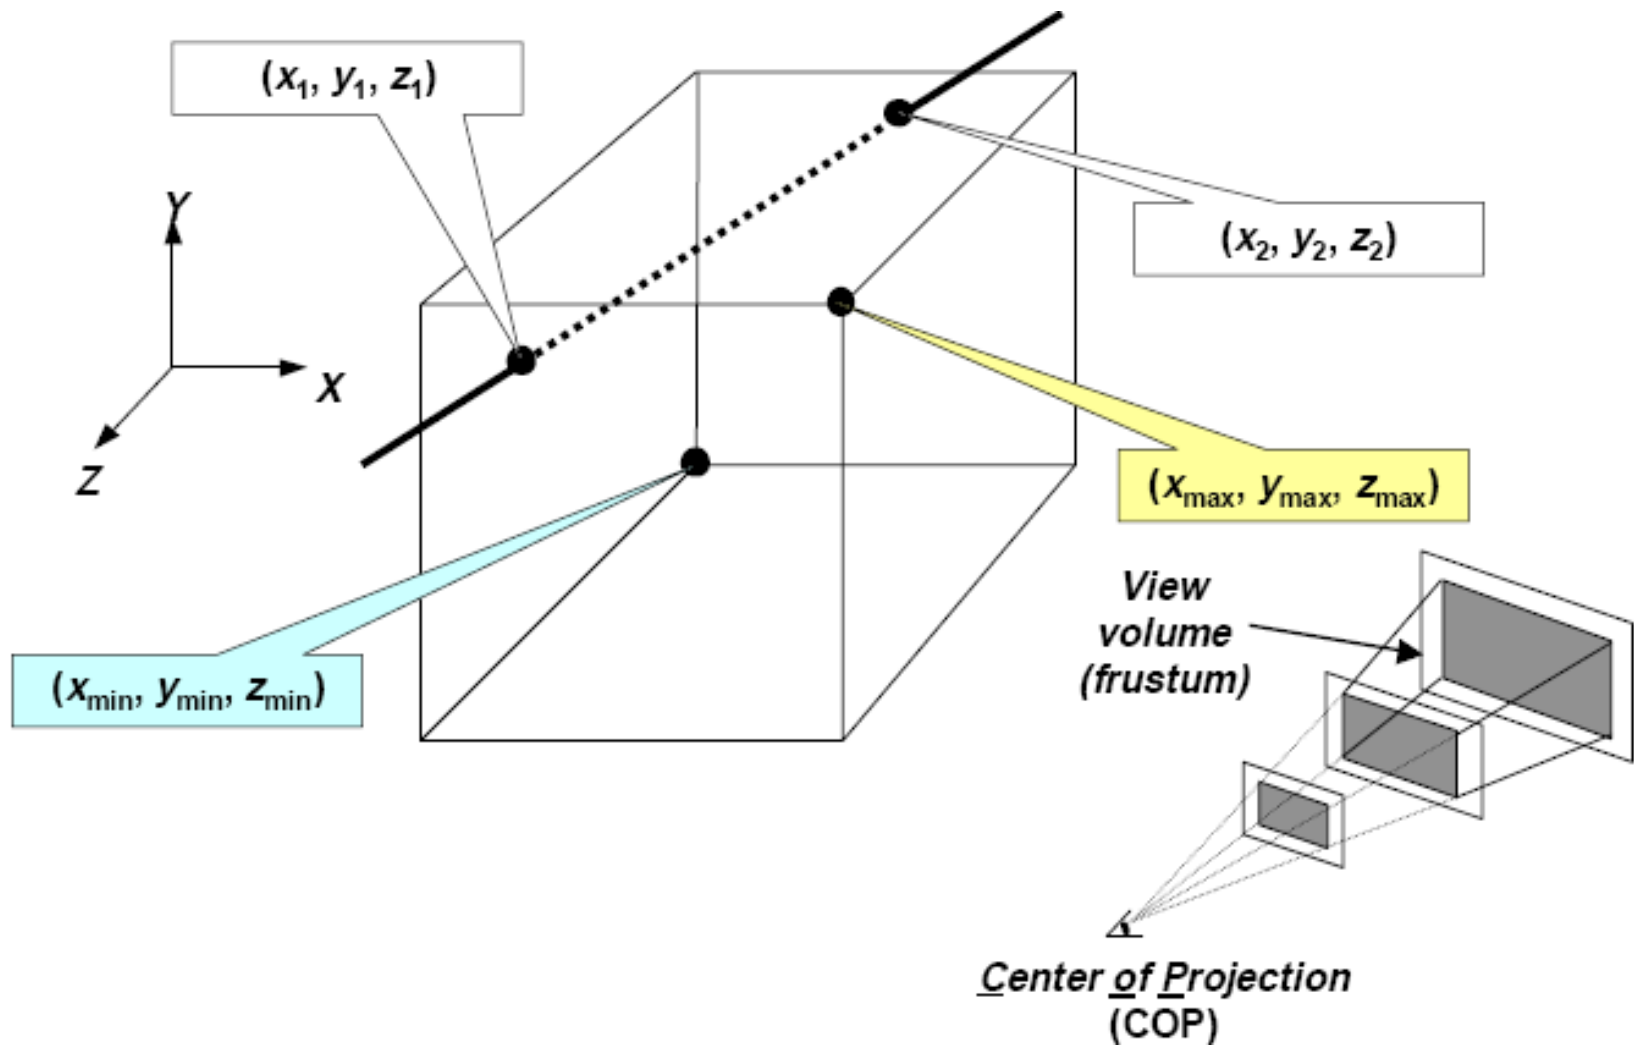 (x₁, y₁, z₁)
Y
(x₂, y₂, z₂)
X
Z
(xmax, ymax, zmax)
View
volume
(frustum)
(xmin, ymin, zmin)
Center of Projection
(COP)